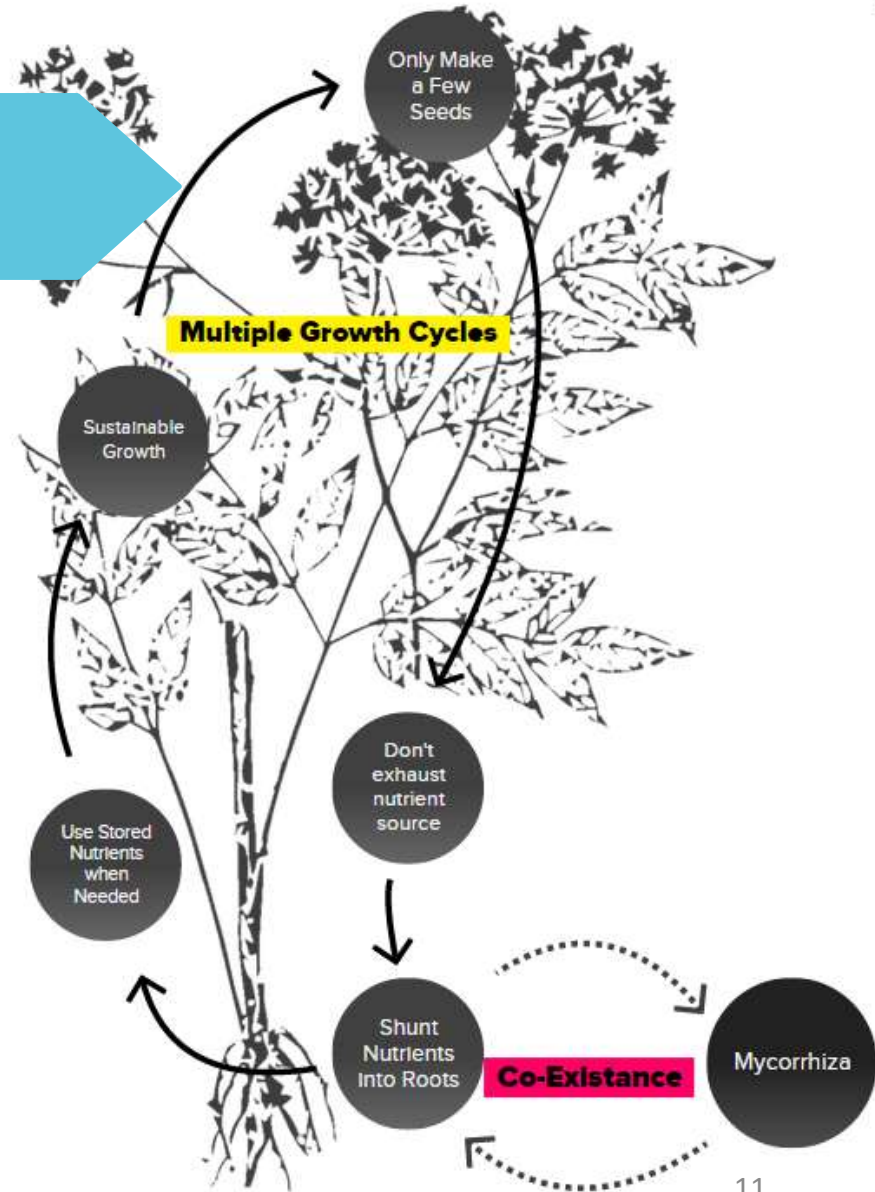 Only Make
a Few
Seeds
Multiple Growth Cycles
Sustainable
Growth
Don't
exhaust
nutrient
source
Use Stored
Nutrients
when
Needed
Shunt
Nutrients
Into Roots
Co-Existance
Mycorrhiza
11